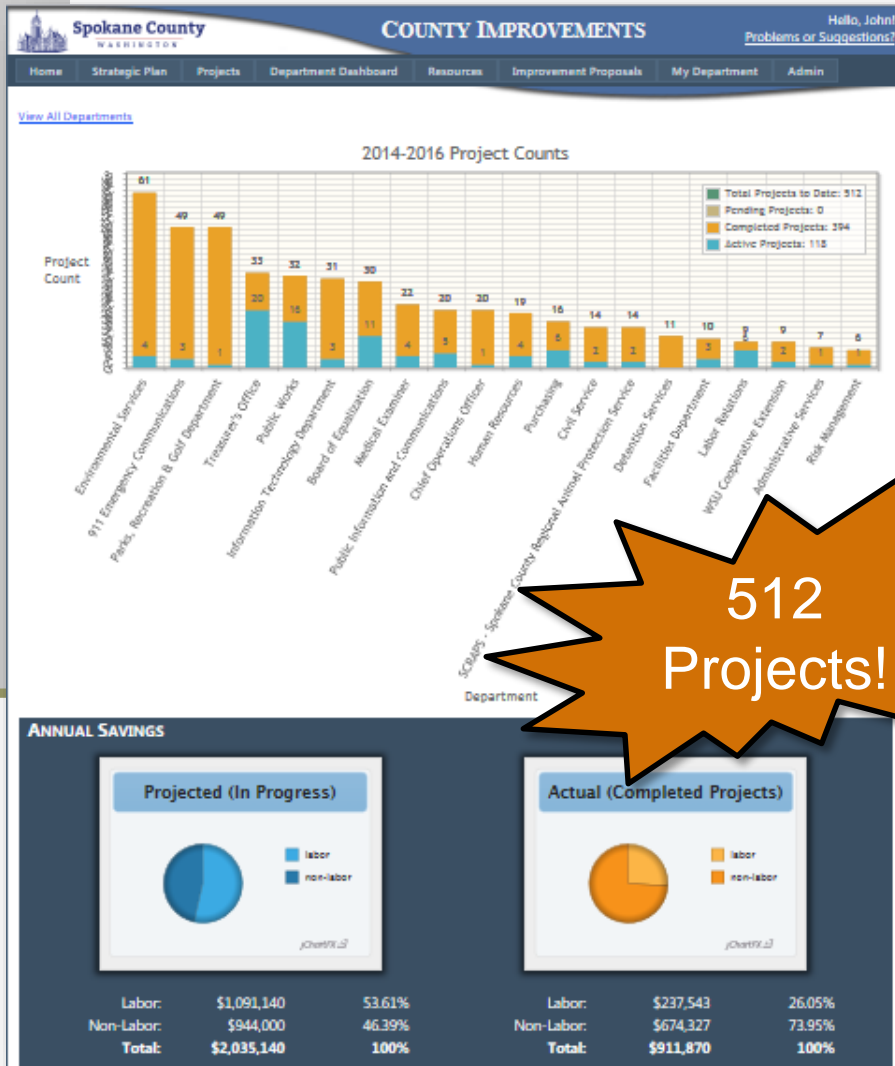 Spokane County
WASHINGTON
COUNTY IMPROVEMENTS
Hello, John!
Problems or Suggestions?
Home Strategic Plan Projects Department Dashboard Resources Improvement Proposals My Department Admin
View All Departments
2014-2016 Project Counts
Total Projects to Date: 512
Pending Projects: 0
Completed Projects: 394
Active Projects: 118
Project
Count
61 49 49 33 32 31 30 22 20 20 19 16 14 14 11 10 9 9 7 6
4 3 1 20 16 3 11 4 5 1 4 6 2 2 3 2 1 1
Environmental Services
911 Emergency Communications
Parks, Recreation & Golf Department
Treasurer's Office
Public Works
Information Technology Department
Board of Equalization
Medical Examiner
Public Information and Communications
Chief Operations Officer
Human Resources
Purchasing
Civil Service
SCRAPS - Spokane County Regional Animal Protection Service
Detention Services
Facilities Department
Labor Relations
WSU Cooperative Extension
Administrative Services
Risk Management
Department
512
Projects!
ANNUAL SAVINGS
Projected (In Progress)
labor
non-labor
jChartFX
Labor: $1,091,140 53.61%
Non-Labor: $944,000 46.39%
Total: $2,035,140 100%
Actual (Completed Projects)
labor
non-labor
jChartFX
Labor: $237,543 26.05%
Non-Labor: $674,327 73.95%
Total: $911,870 100%